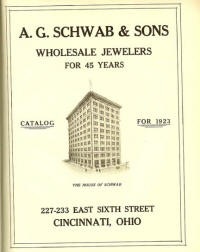 A. G. SCHWAB & SONS
WHOLESALE JEWELERS
FOR 45 YEARS
CATALOG FOR 1923
THE HOUSE OF SCHWAB
227-233 EAST SIXTH STREET
CINCINNATI, OHIO